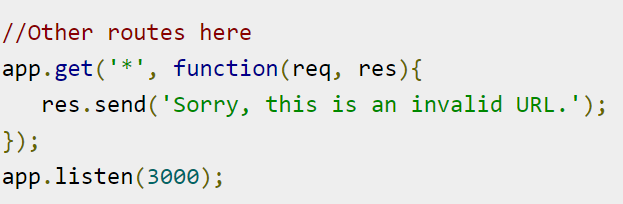 //Other routes here
app.get('*', function(req, res){
   res.send('Sorry, this is an invalid URL.');
});
app.listen(3000);